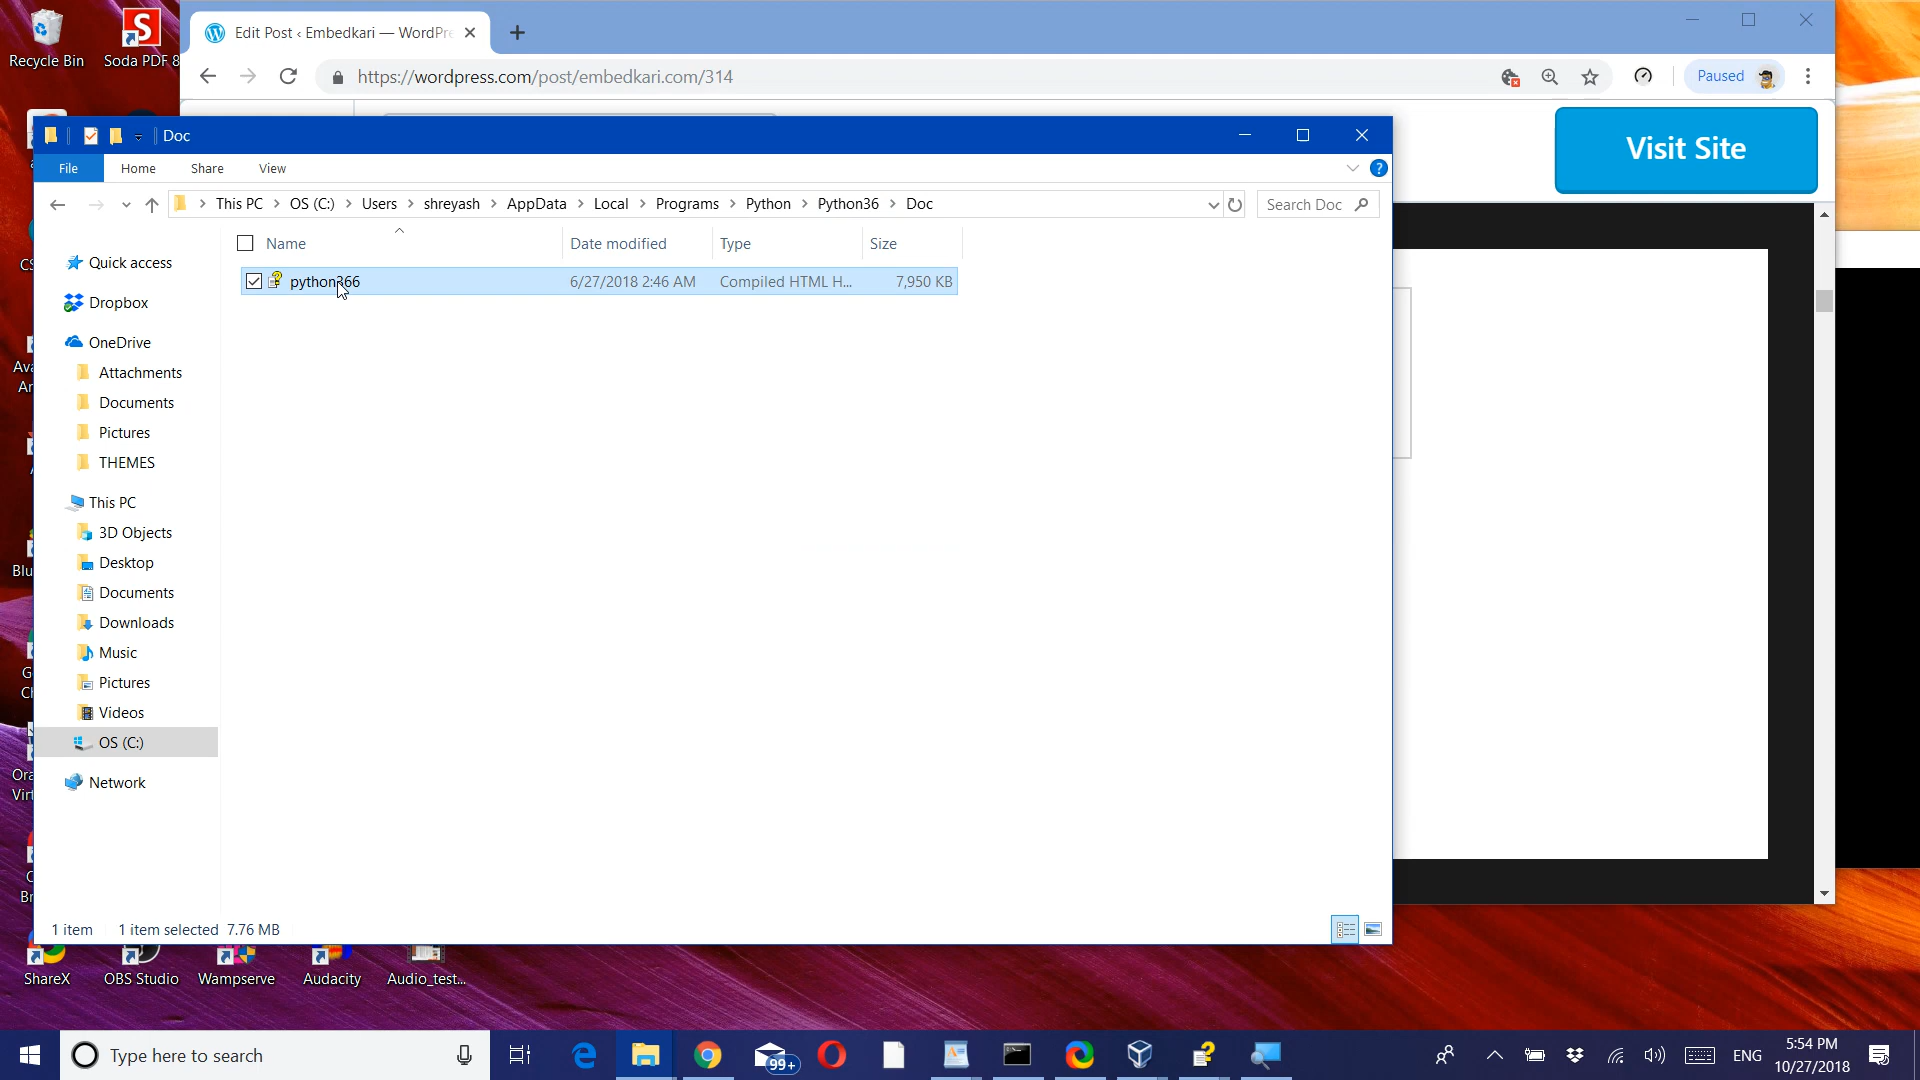 Recycle Bin
Soda PDF 8
Edit Post ‹ Embedkari — WordPr
https://wordpress.com/post/embedkari.com/314
Paused
Visit Site
Doc
File Home Share View
This PC OS (C:) Users shreyash AppData Local Programs Python Python36 Doc
Search Doc
Name Date modified Type Size
python366 6/27/2018 2:46 AM Compiled HTML H... 7,950 KB
Quick access
Dropbox
OneDrive
Attachments
Documents
Pictures
THEMES
This PC
3D Objects
Desktop
Documents
Downloads
Music
Pictures
Videos
OS (C:)
Network
1 item 1 item selected 7.76 MB
ShareX OBS Studio Wampserve Audacity Audio_test...
Type here to search
99+
ENG
5:54 PM
10/27/2018